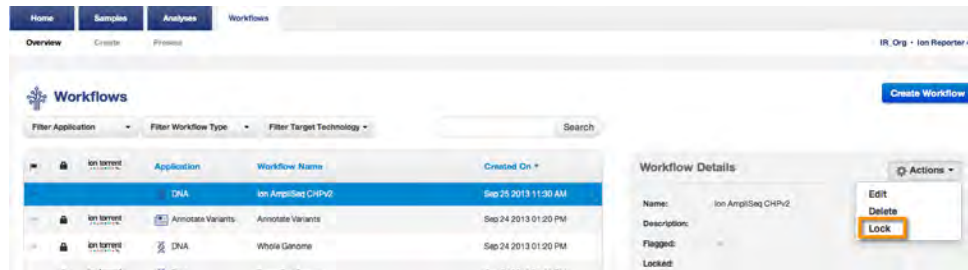 Home Samples Analyses Workflows
Overview Create Presets
IR_Org • Ion Reporter
Workflows
Create Workflow
Filter Application Filter Workflow Type Filter Target Technology Search
ion torrent Application Workflow Name Created On
DNA Ion AmpliSeq CHPv2 Sep 25 2013 11:30 AM
ion torrent Annotate Variants Annotate Variants Sep 24 2013 01:20 PM
ion torrent DNA Whole Genome Sep 24 2013 01:20 PM
Workflow Details Actions
Edit
Name: Ion AmpliSeq CHPv2
Delete
Description:
Lock
Flagged: -
Locked: